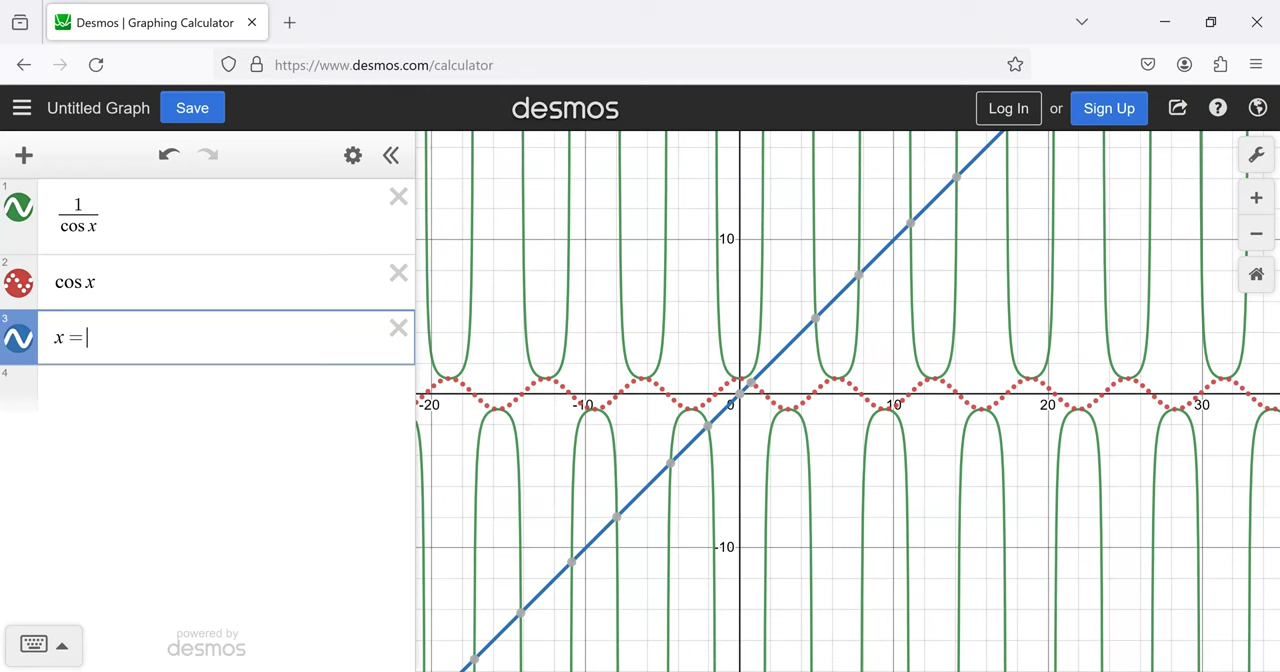 Desmos | Graphing Calculator
https://www.desmos.com/calculator
Untitled Graph
Save
desmos
Log In or Sign Up
1
1
cos x
2
cos x
3
x =
4
10
-20
-10
0
10
20
30
-10
powered by
desmos